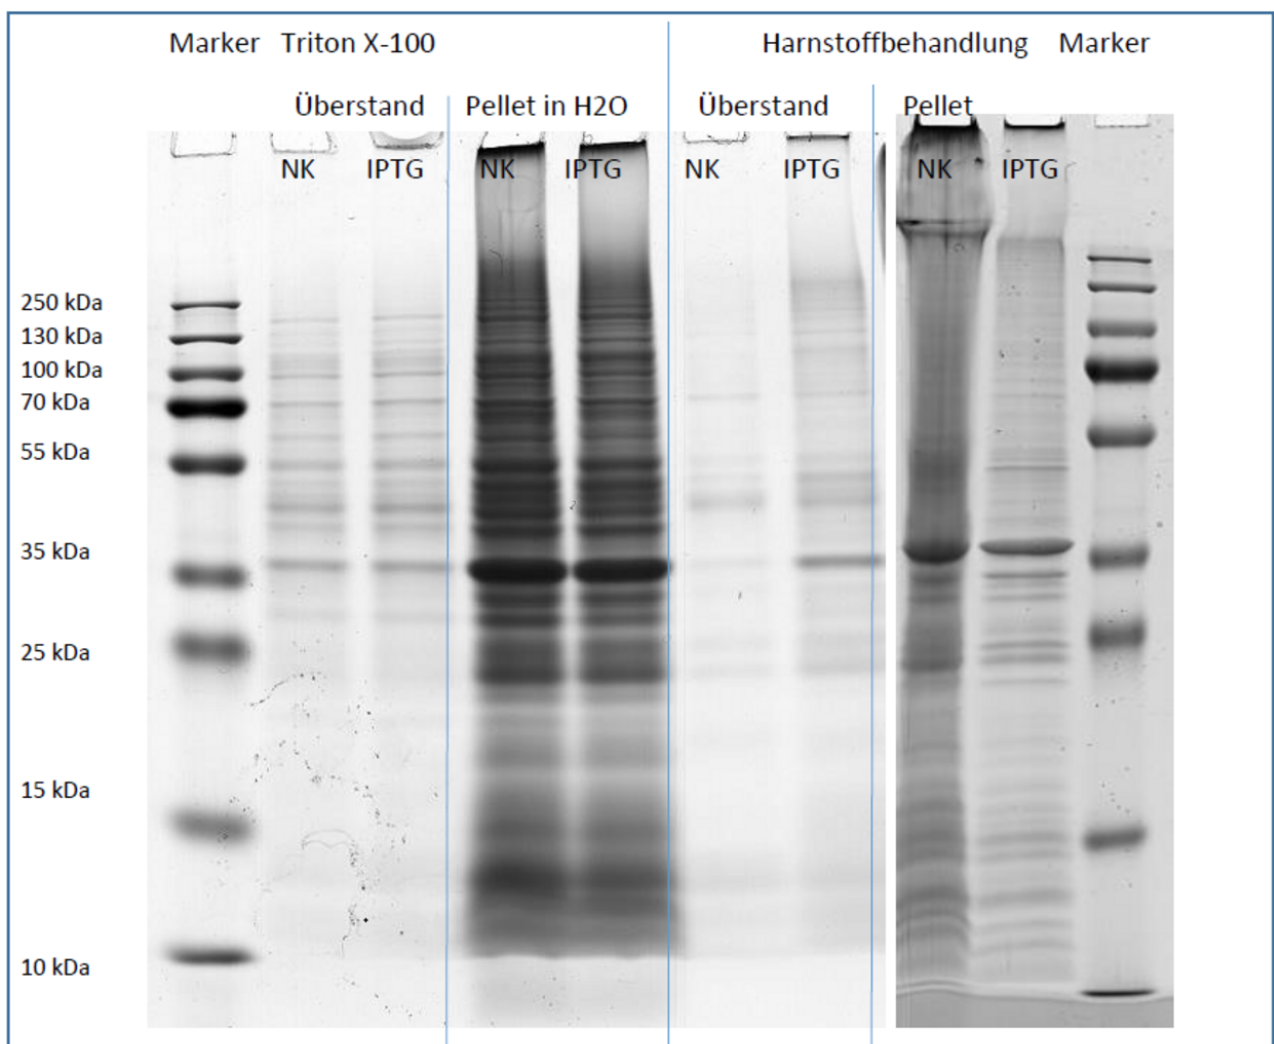 Marker Triton X-100 Harnstoffbehandlung Marker
Überstand Pellet in H2O Überstand Pellet
NK IPTG NK IPTG NK IPTG NK IPTG
250 kDa
130 kDa
100 kDa
70 kDa
55 kDa
35 kDa
25 kDa
15 kDa
10 kDa